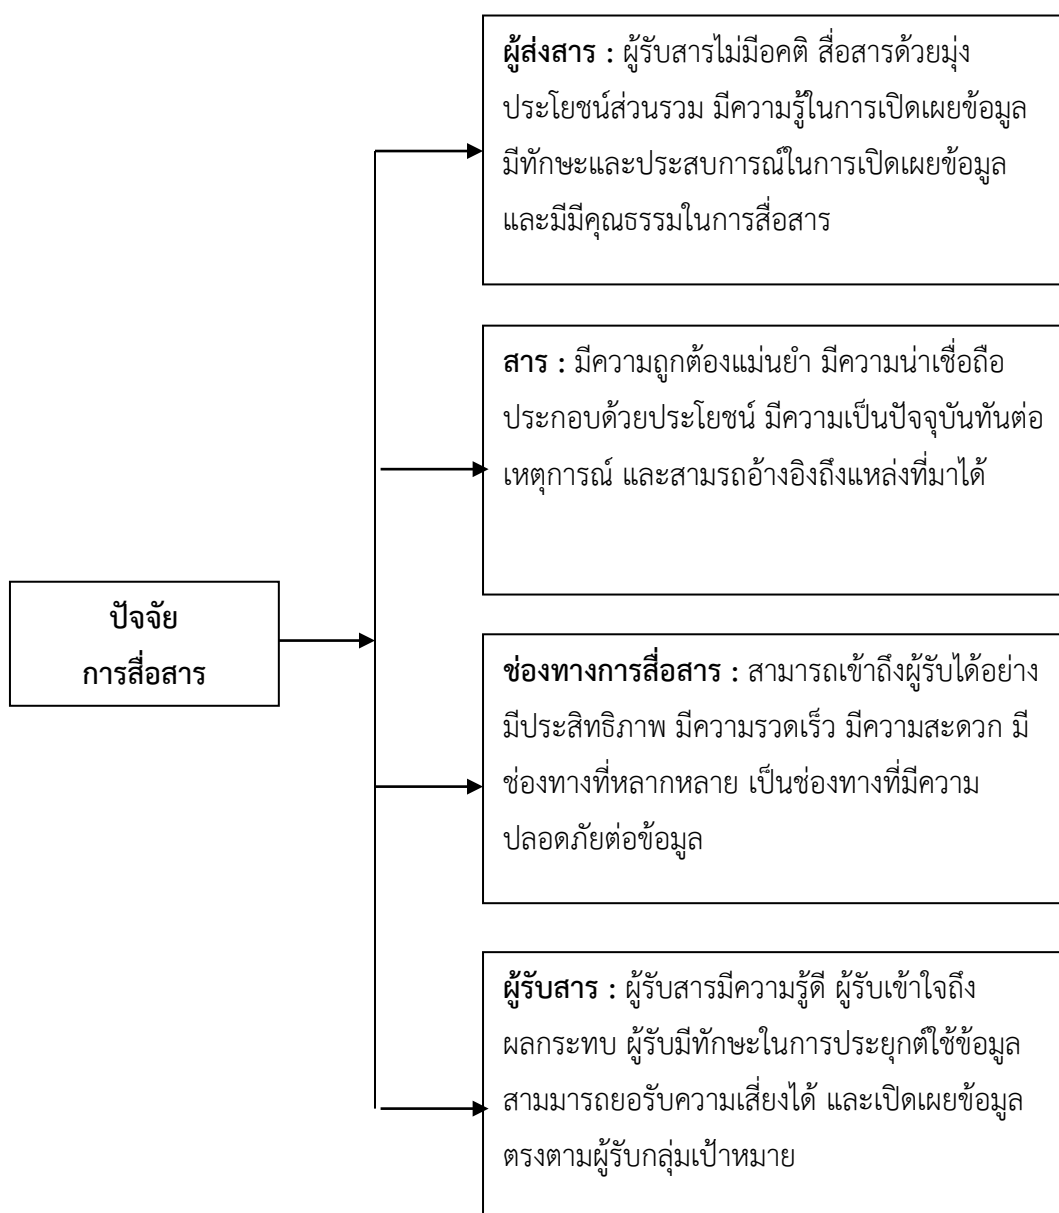 ผู้ส่งสาร : ผู้รับสารไม่มีอคติ สื่อสารด้วยมุ่ง
ประโยชน์ส่วนรวม มีความรู้ในการเปิดเผยข้อมูล
มีทักษะและประสบการณ์ในการเปิดเผยข้อมูล
และมีมีคุณธรรมในการสื่อสาร
สาร : มีความถูกต้องแม่นยำ มีความน่าเชื่อถือ
ประกอบด้วยประโยชน์ มีความเป็นปัจจุบันทันต่อ
เหตุการณ์ และสามรถอ้างอิงถึงแหล่งที่มาได้
ปัจจัย
การสื่อสาร
ช่องทางการสื่อสาร : สามารถเข้าถึงผู้รับได้อย่าง
มีประสิทธิภาพ มีความรวดเร็ว มีความสะดวก มี
ช่องทางที่หลากหลาย เป็นช่องทางที่มีความ
ปลอดภัยต่อข้อมูล
ผู้รับสาร : ผู้รับสารมีความรู้ดี ผู้รับเข้าใจถึง
ผลกระทบ ผู้รับมีทักษะในการประยุกต์ใช้ข้อมูล
สามมารถยอรับความเสี่ยงได้ และเปิดเผยข้อมูล
ตรงตามผู้รับกลุ่มเป้าหมาย